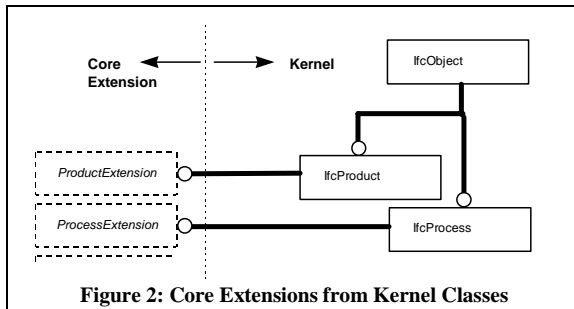 IfcObject
Core
Extension
Kernel
ProductExtension
IfcProduct
ProcessExtension
IfcProcess
Figure 2: Core Extensions from Kernel Classes